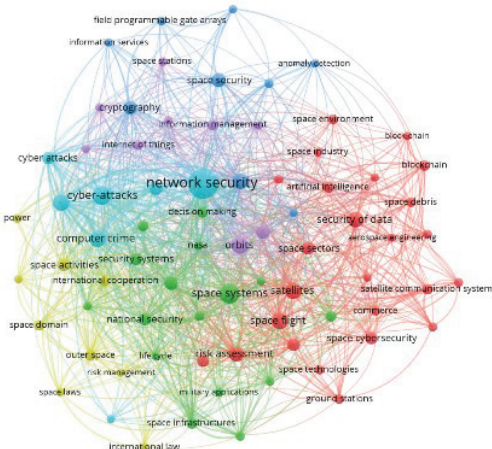 field programmable gate arrays
information services
space stations
anomaly detection
space security
cryptography
information management
space environment
blockchain
internet of things
space industry
cyber attacks
blockchain
network security
artificial intelligence
cyber-attacks
space debris
decision making
power
security of data
computer crime
nasa
orbits
aerospace engineering
space sectors
security systems
space activities
international cooperation
space systems
satellites
satellite communication systems
commerce
national security
space flight
space domain
space cybersecurity
outer space
life cycle
risk assessment
risk management
space technologies
space laws
military applications
ground stations
space infrastructures
international law